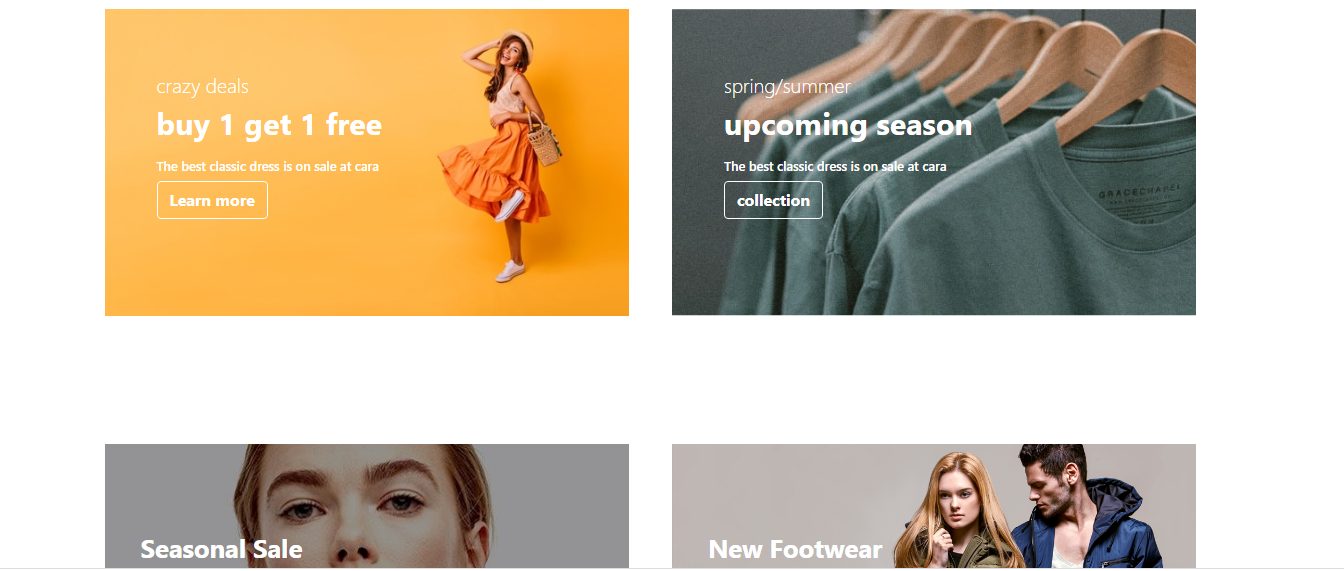 crazy deals
buy 1 get 1 free
The best classic dress is on sale at cara
Learn more
spring/summer
upcoming season
The best classic dress is on sale at cara
collection
GRACECHAPEL
Seasonal Sale
New Footwear